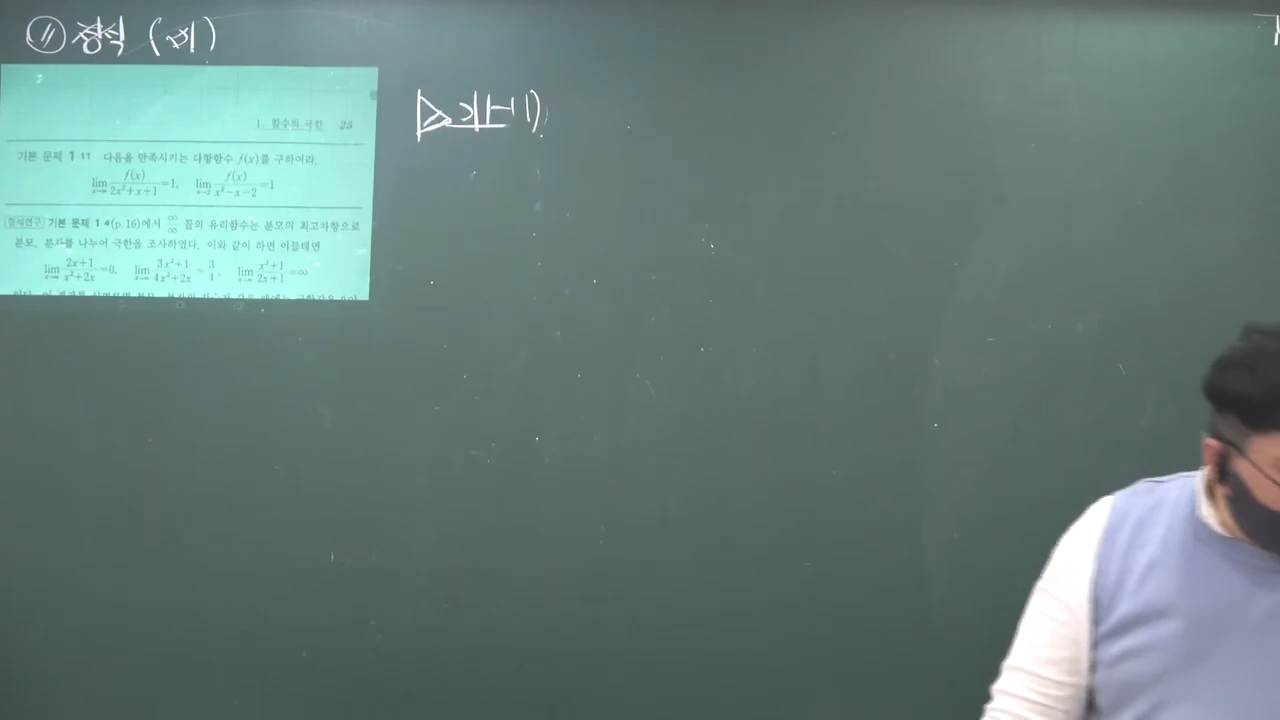 ⑪ 정석 (미)
1. 함수의 극한 25
기본 문제 1 11 다음을 만족시키는 다항함수 f(x)를 구하여라.
lim x→∞ f(x)/(2x²+x+1)=1, lim x→2 f(x)/(x²−x−2)=1
정석연구 기본 문제 1 4(p. 16)에서 ∞/∞ 꼴의 유리함수는 분모의 최고차항으로
분모, 분자를 나누어 극한을 조사하였다. 이와 같이 하면 이를테면
lim x→∞ (2x+1)/(x²+2x)=0, lim x→∞ (3x²+1)/(4x²+2x)=3/4, lim x→∞ (x²+1)/(2x+1)=∞
1-11)